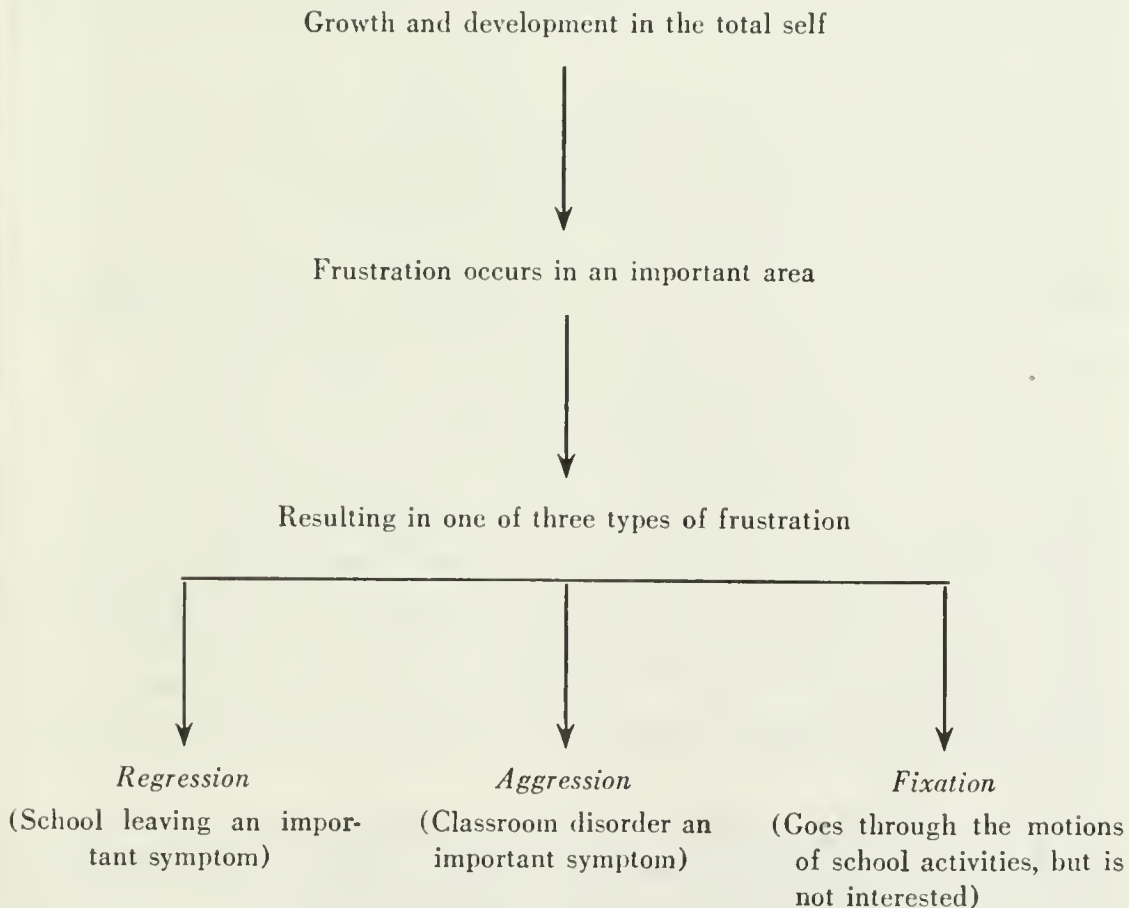 Growth and development in the total self
Frustration occurs in an important area
Resulting in one of three types of frustration
Regression
(School leaving an impor-
tant symptom)
Aggression
(Classroom disorder an
important symptom)
Fixation
(Goes through the motions
of school activities, but is
not interested)